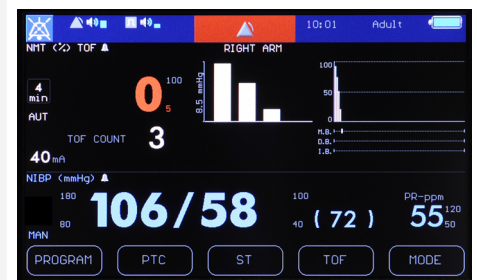 10:01 Adult
NMT (%) TOF RIGHT ARM
4 min
AUT
0 100 5
8.5 mmHg
100
50
0
TOF COUNT 3
M.B.
D.B.
I.B.
40 mA
NIBP (mmHg)
180 80
106/58
100 40
( 72 )
PR-ppm
55 120 50
MAN
PROGRAM PTC ST TOF MODE